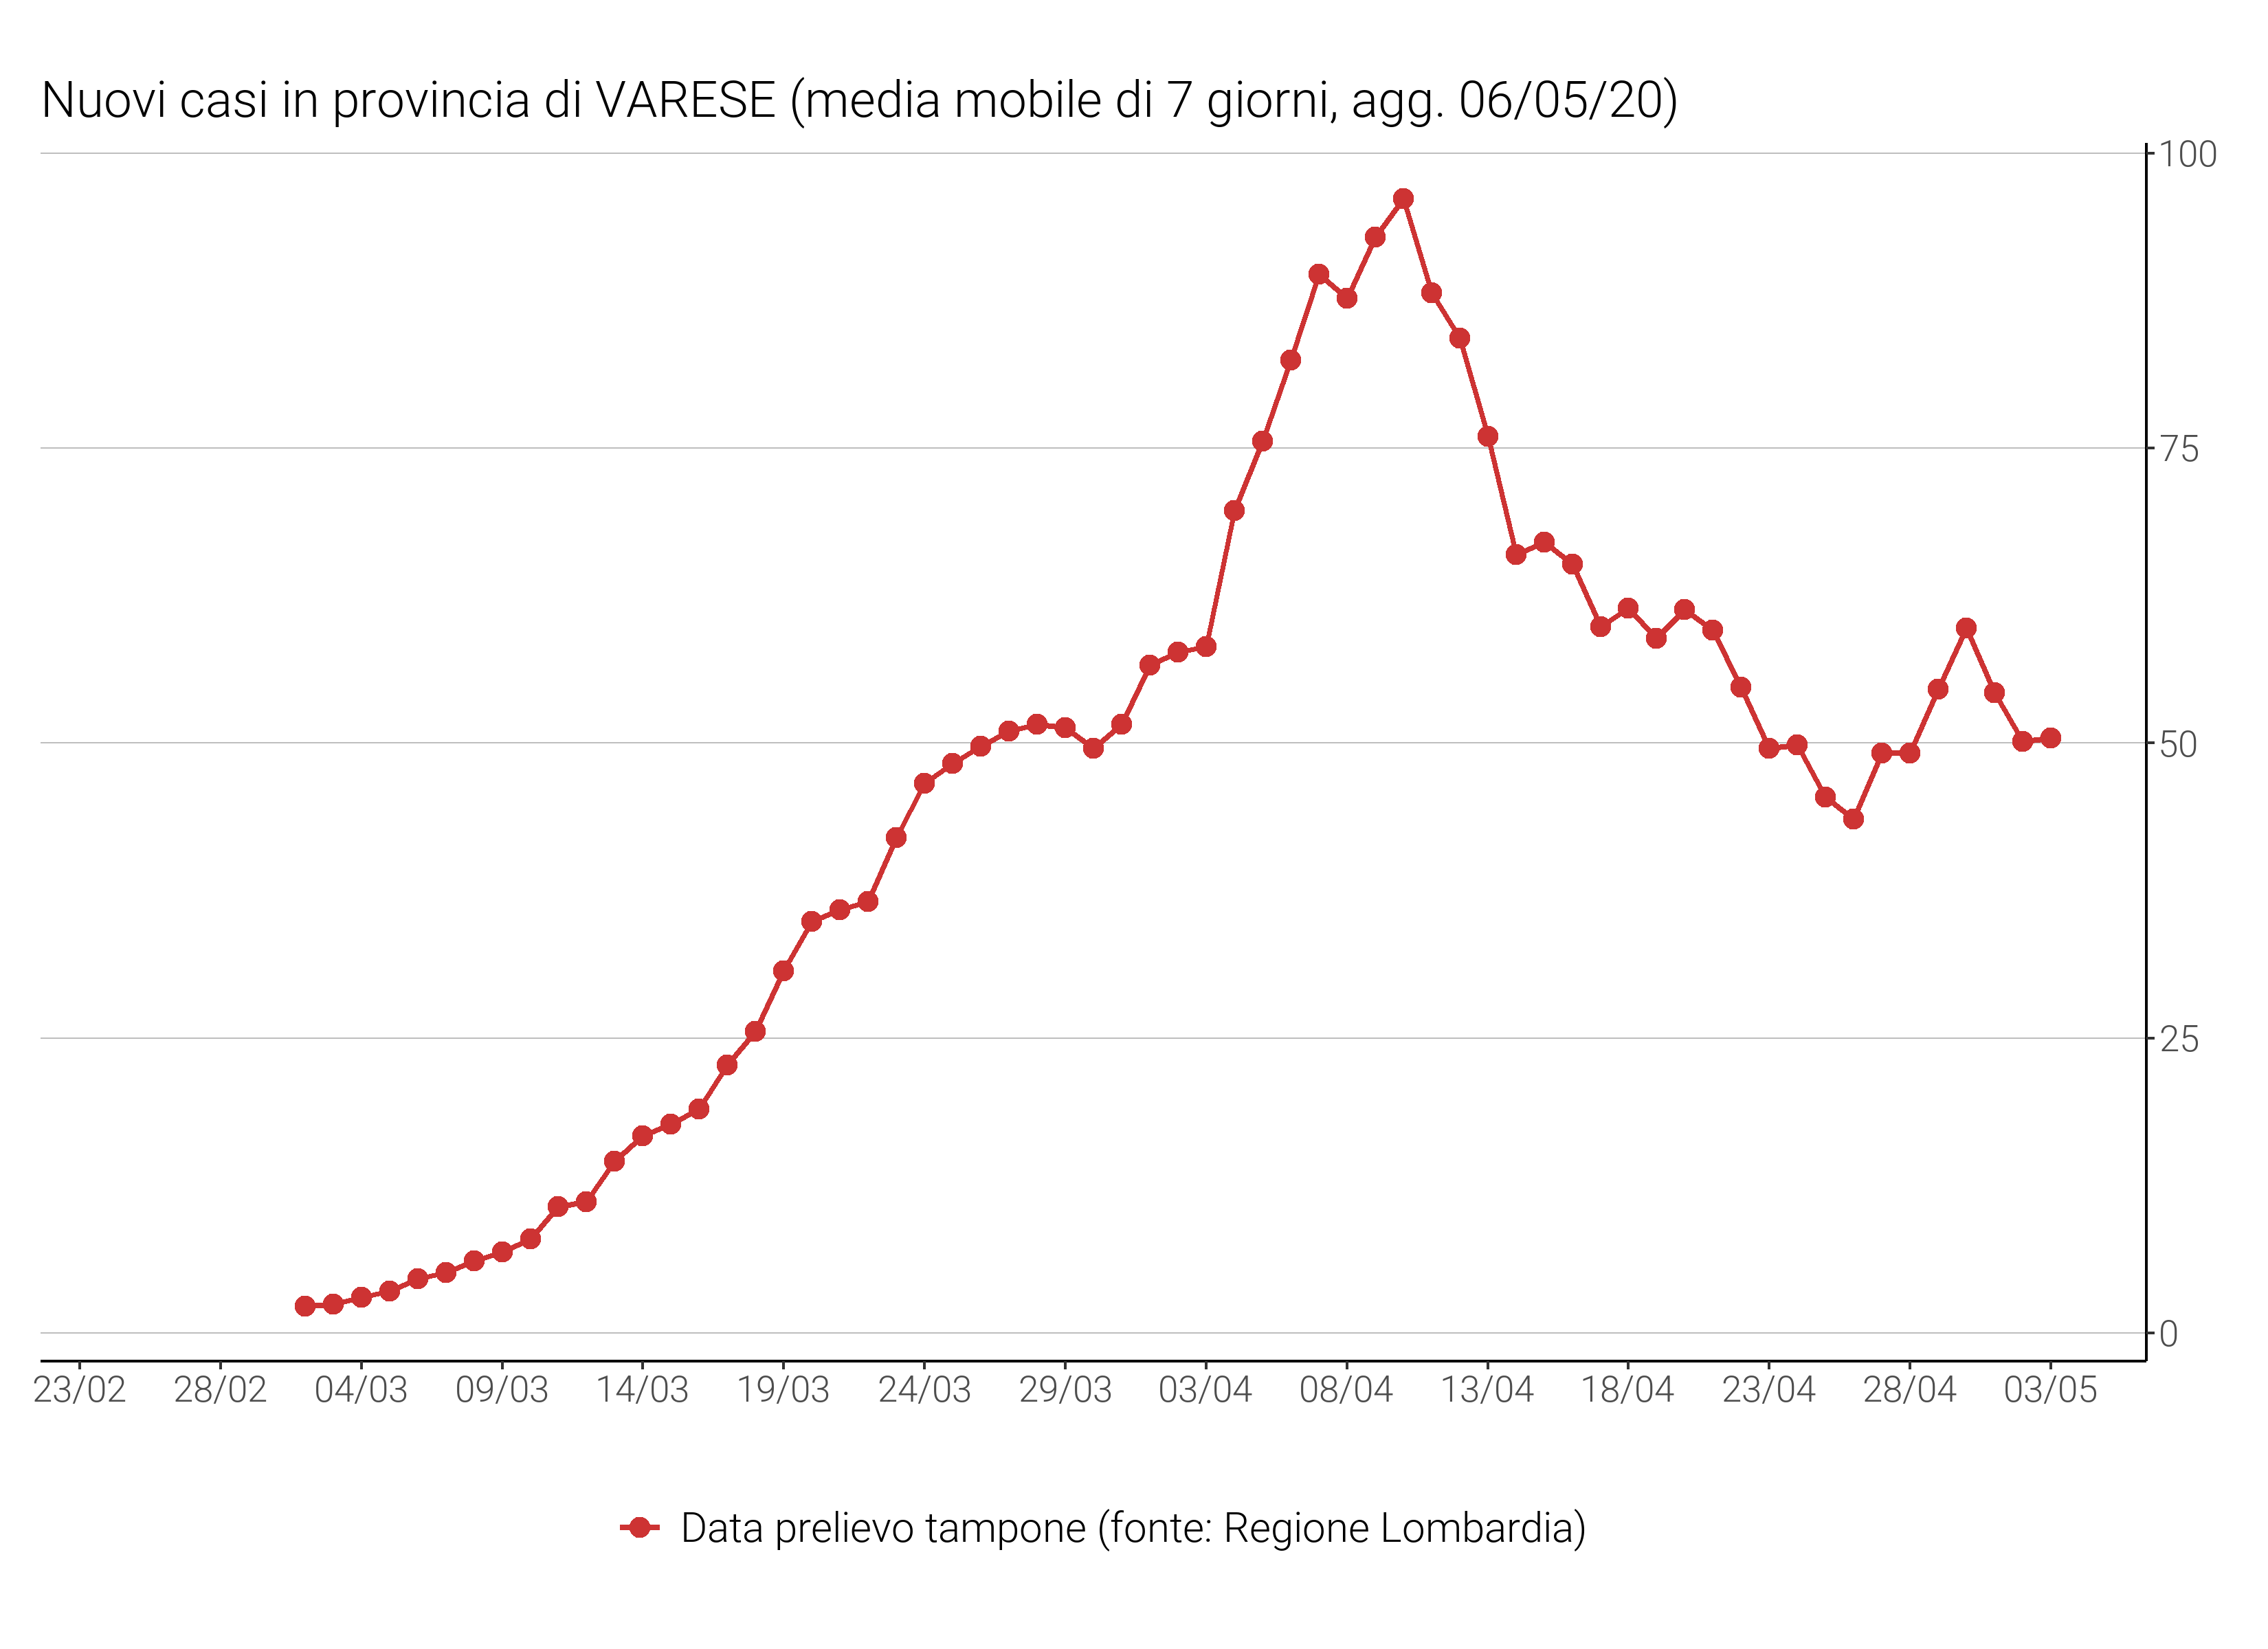 Nuovi casi in provincia di VARESE (media mobile di 7 giorni, agg. 06/05/20)
100
75
50
25
0
23/02 28/02 04/03 09/03 14/03 19/03 24/03 29/03 03/04 08/04 13/04 18/04 23/04 28/04 03/05
Data prelievo tampone (fonte: Regione Lombardia)